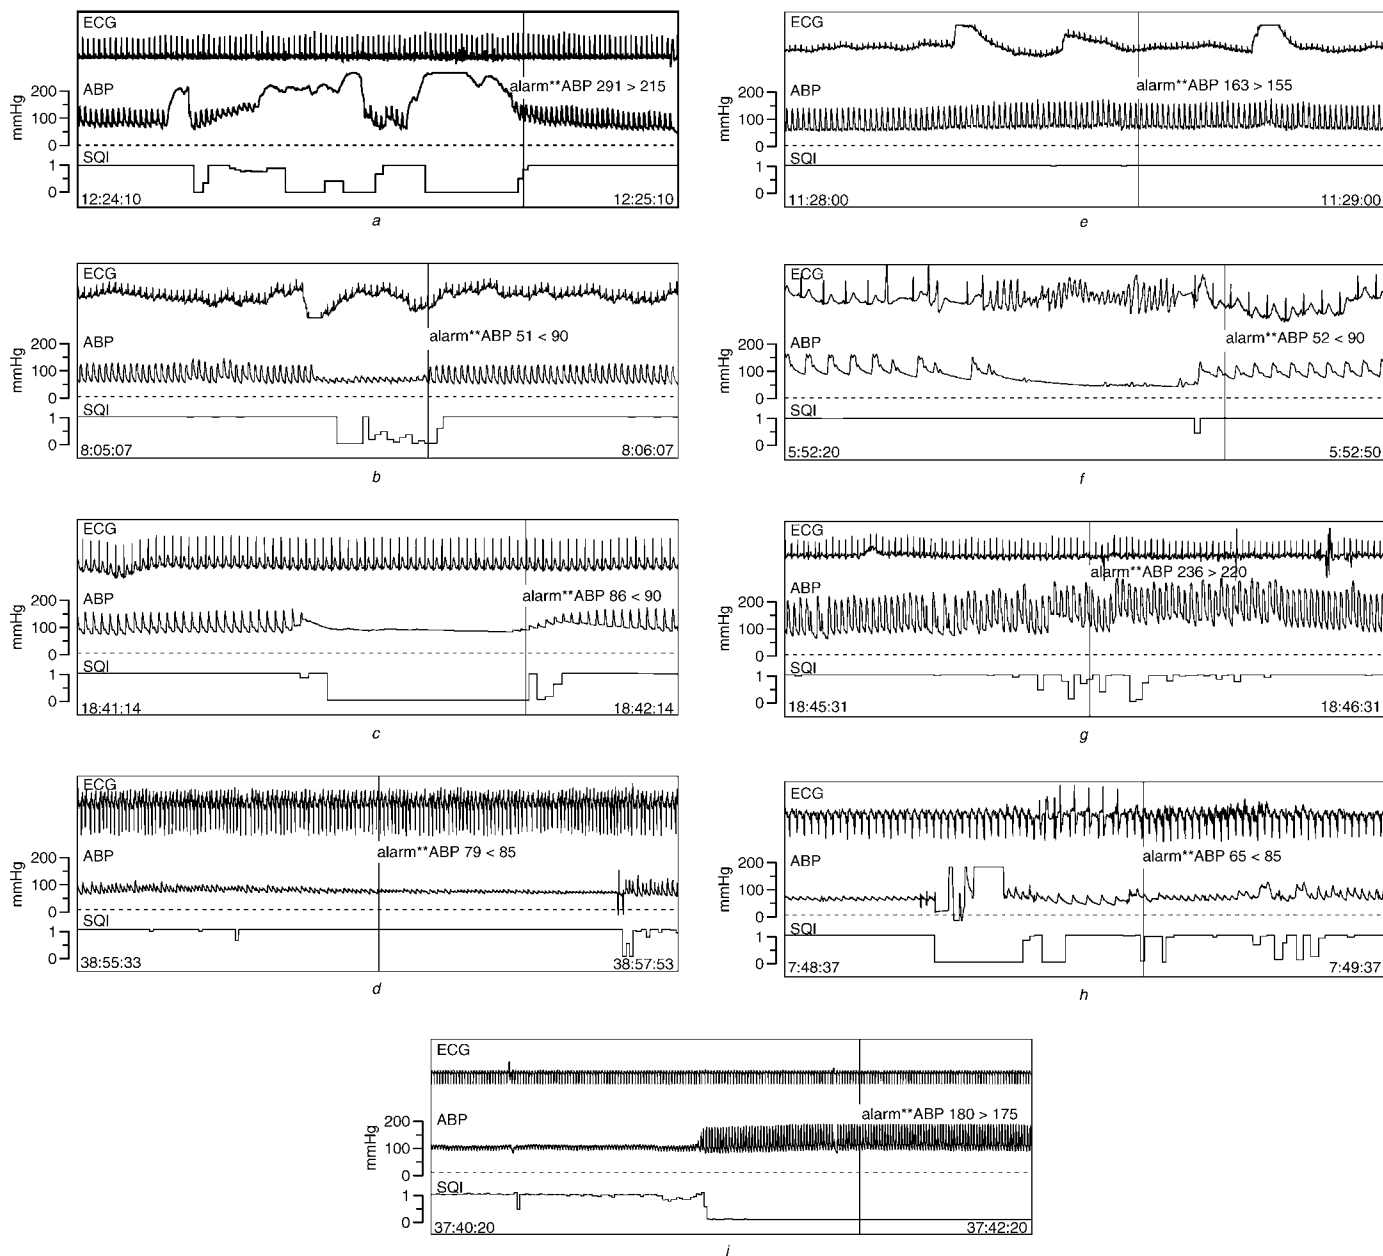 ECG
ABP
alarm**ABP 291 > 215
mmHg
200
100
0
SQI
1
0
12:24:10 12:25:10
a
ECG
ABP
alarm**ABP 163 > 155
mmHg
200
100
0
SQI
1
0
11:28:00 11:29:00
e
ECG
alarm**ABP 51 < 90
ABP
mmHg
200
100
0
SQI
1
0
8:05:07 8:06:07
b
ECG
alarm**ABP 52 < 90
ABP
mmHg
200
100
0
SQI
1
0
5:52:20 5:52:50
f
ECG
alarm**ABP 86 < 90
ABP
mmHg
200
100
0
SQI
1
0
18:41:14 18:42:14
c
ECG
alarm**ABP 236 > 220
ABP
mmHg
200
100
0
SQI
1
0
18:45:31 18:46:31
g
ECG
alarm**ABP 79 < 85
ABP
mmHg
200
100
0
SQI
1
0
38:55:33 38:57:53
d
ECG
alarm**ABP 65 < 85
ABP
mmHg
200
100
0
SQI
1
0
7:48:37 7:49:37
h
ECG
alarm**ABP 180 > 175
ABP
mmHg
200
100
0
SQI
1
0
37:40:20 37:42:20
i